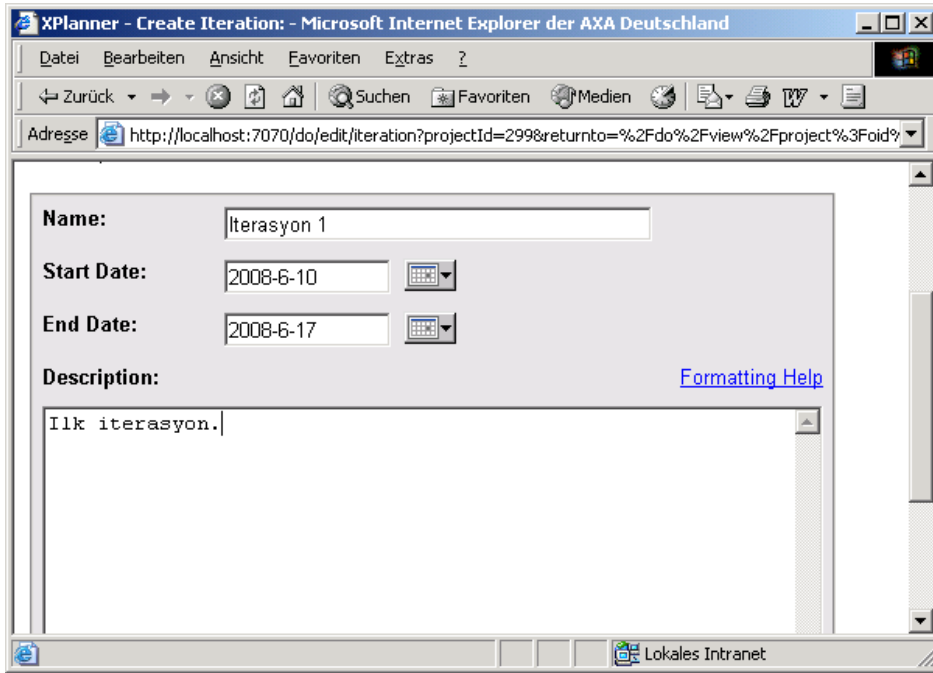 XPlanner - Create Iteration: - Microsoft Internet Explorer der AXA Deutschland
Datei Bearbeiten Ansicht Favoriten Extras ?
Zurück Suchen Favoriten Medien
Adresse http://localhost:7070/do/edit/iteration?projectId=299&returnto=%2Fdo%2Fview%2Fproject%3Foid%
Name: Iterasyon 1
Start Date: 2008-6-10
End Date: 2008-6-17
Description: Formatting Help
Ilk iterasyon.
Lokales Intranet